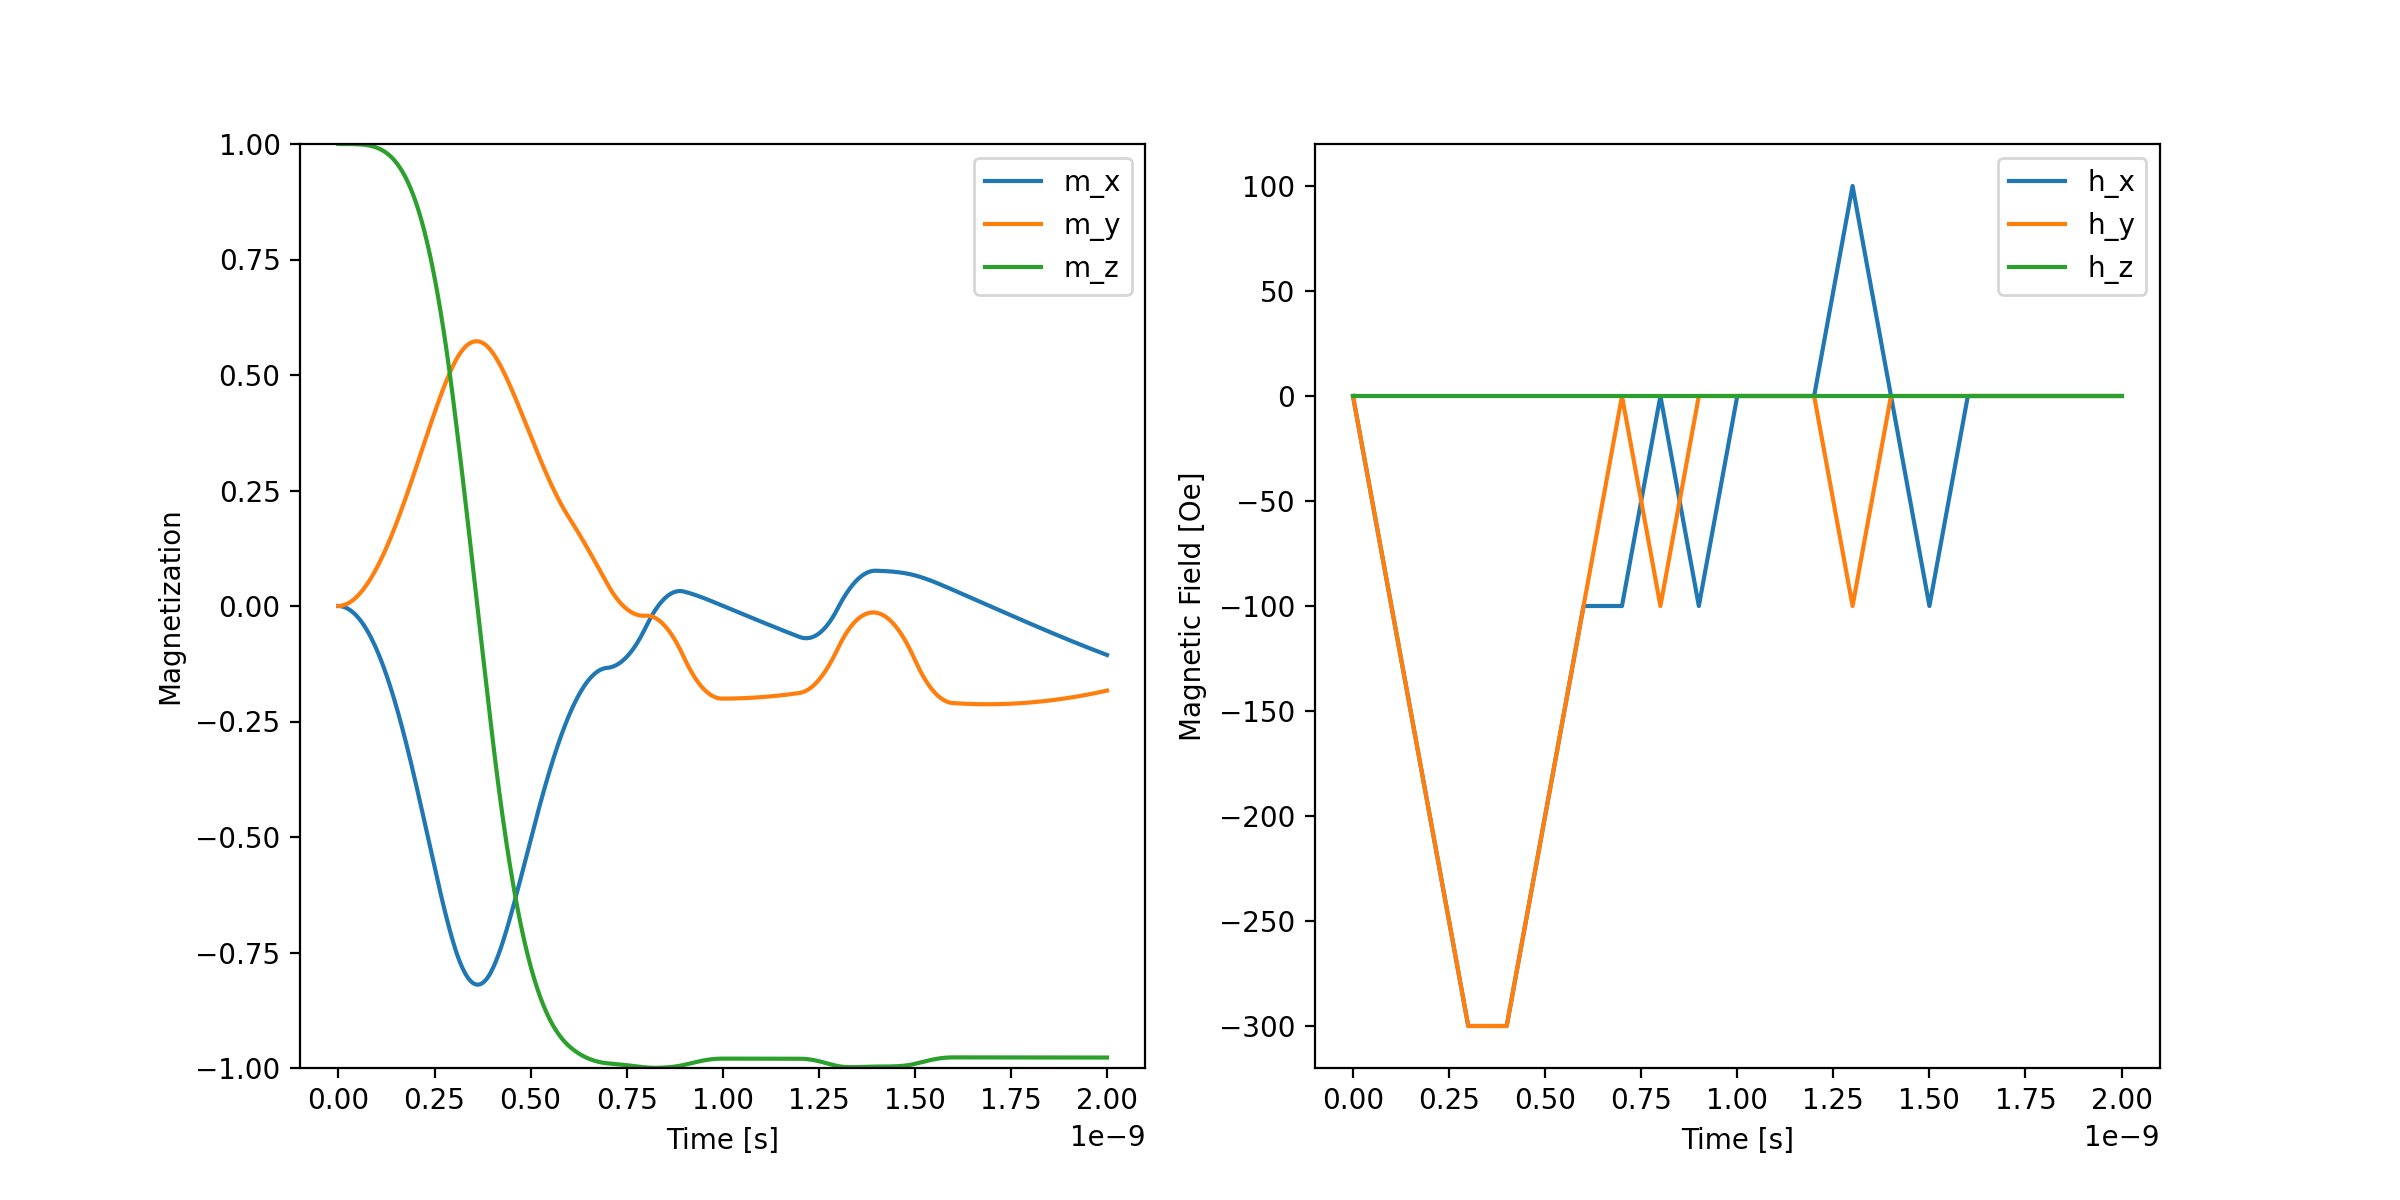 1.00
0.75
0.50
0.25
0.00
−0.25
−0.50
−0.75
−1.00
Magnetization
m_x
m_y
m_z
0.00 0.25 0.50 0.75 1.00 1.25 1.50 1.75 2.00
Time [s]
1e−9
100
50
0
−50
−100
−150
−200
−250
−300
Magnetic Field [Oe]
h_x
h_y
h_z
0.00 0.25 0.50 0.75 1.00 1.25 1.50 1.75 2.00
Time [s]
1e−9